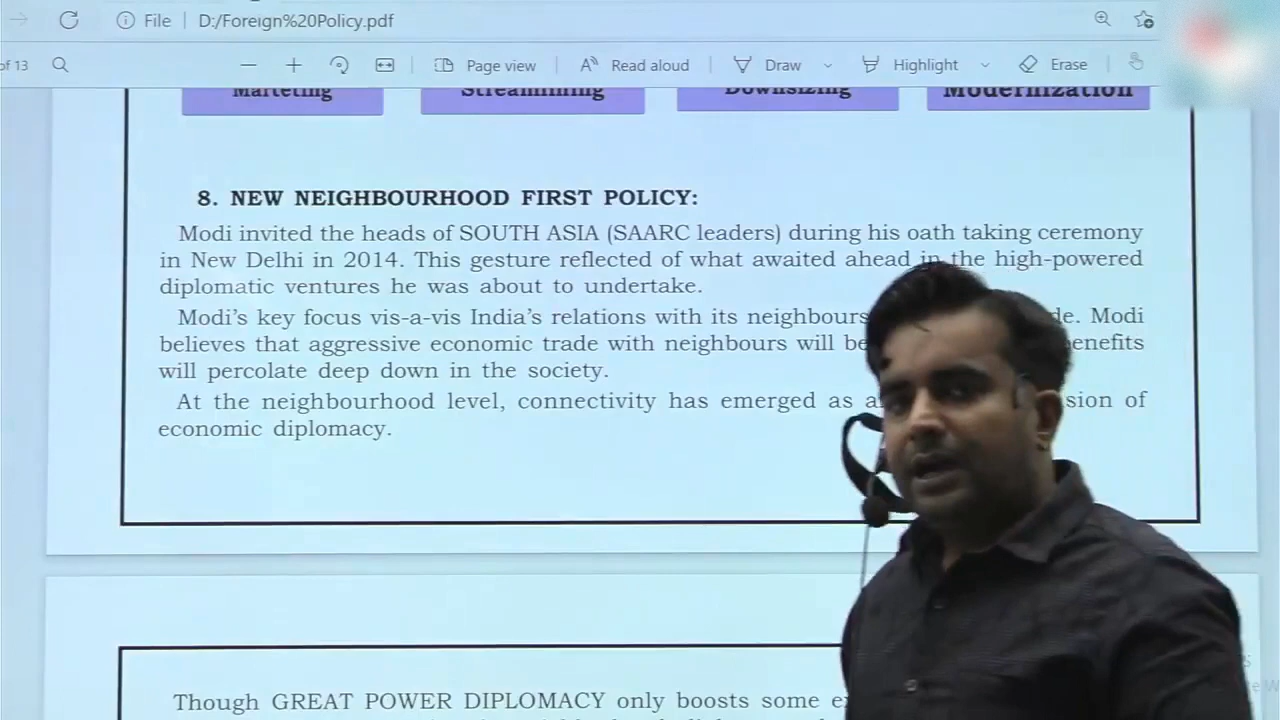 File D:/Foreign%20Policy.pdf
of 13 Page view Read aloud Draw Highlight Erase
Marteting Streamlining Downsizing Modernization
8. NEW NEIGHBOURHOOD FIRST POLICY:
Modi invited the heads of SOUTH ASIA (SAARC leaders) during his oath taking ceremony
in New Delhi in 2014. This gesture reflected of what awaited ahead in the high-powered
diplomatic ventures he was about to undertake.
Modi's key focus vis-a-vis India's relations with its neighbours de. Modi
believes that aggressive economic trade with neighbours will be enefits
will percolate deep down in the society.
At the neighbourhood level, connectivity has emerged as a sion of
economic diplomacy.
Though GREAT POWER DIPLOMACY only boosts some e